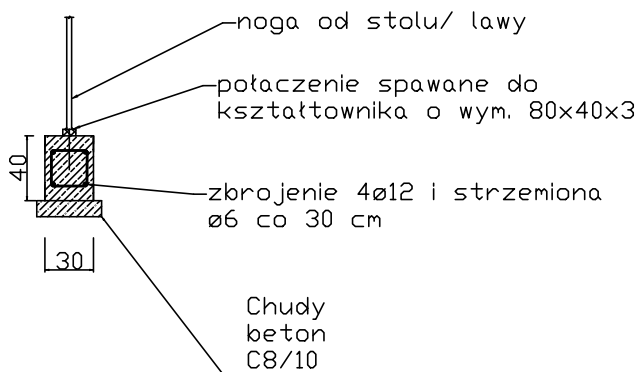 noga od stolu/ lawy
połaczenie spawane do
kształtownika o wym. 80x40x3
40
zbrojenie 4ø12 i strzemiona
ø6 co 30 cm
30
Chudy
beton
C8/10